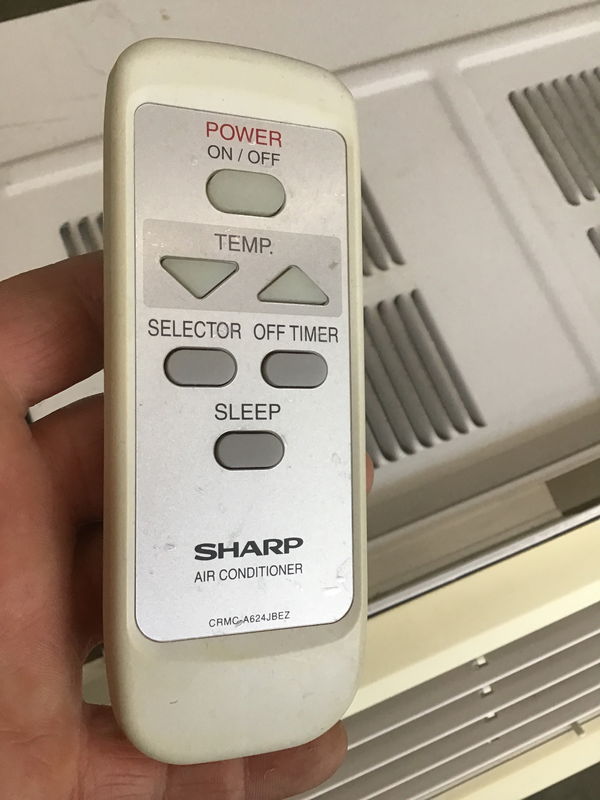 POWER
ON / OFF
TEMP.
SELECTOR OFF TIMER
SLEEP
SHARP
AIR CONDITIONER
CRMC-A624JBEZ